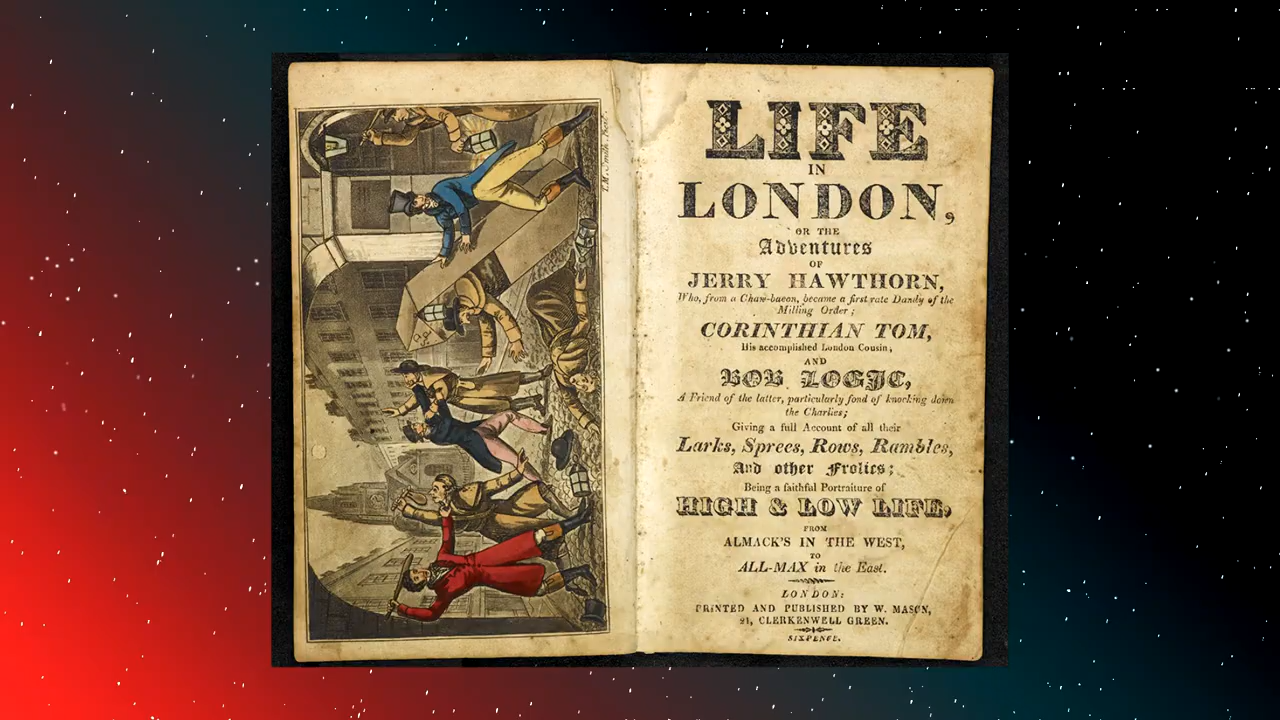 LIFE
IN
LONDON,
OR THE
Adventures
OF
JERRY HAWTHORN,
Who, from a Chaw-bacon, became a first rate Dandy of the
Milling Order;
CORINTHIAN TOM,
His accomplished London Cousin;
AND
BOB LOGIC,
A Friend of the latter, particularly fond of knocking down
the Charlies;
Giving a full Account of all their
Larks, Sprees, Rows, Rambles,
And other Frolics;
Being a faithful Portraiture of
HIGH & LOW LIFE,
FROM
ALMACK'S IN THE WEST,
TO
ALL-MAX in the East.
LONDON:
PRINTED AND PUBLISHED BY W. MASON,
21, CLERKENWELL GREEN.
SIXPENCE.